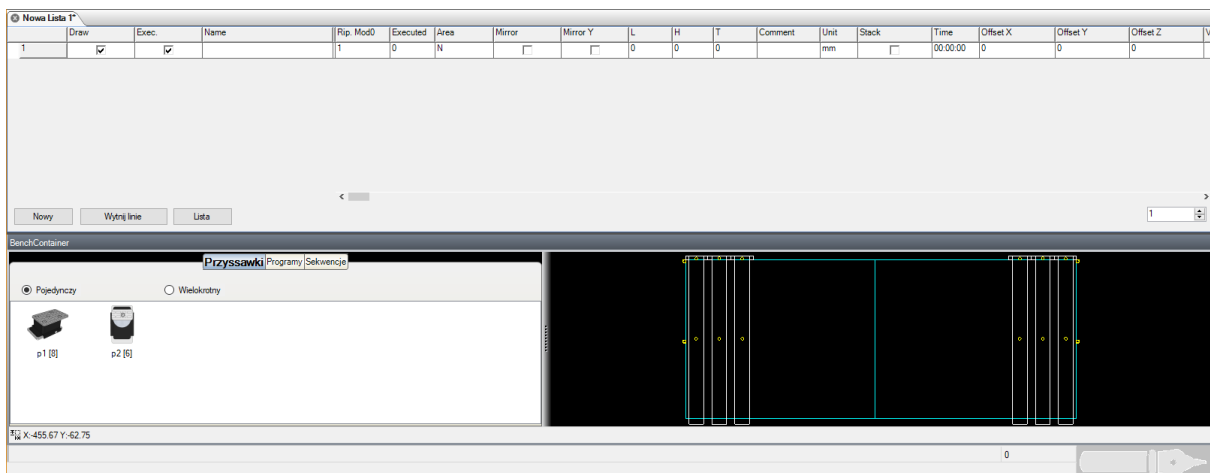 Nowa Lista 1*
Draw Exec. Name Rip. Mod0 Executed Area Mirror Mirror Y L H T Comment Unit Stack Time Offset X Offset Y Offset Z V
1 1 0 N 0 0 0 mm 00:00:00 0 0 0
Nowy Wytnij linie Lista 1
BenchContainer
Przyssawki Programy Sekwencje
Pojedynczy Wielokrotny
p1 [8] p2 [6]
X:-455.67 Y:-62.75
0